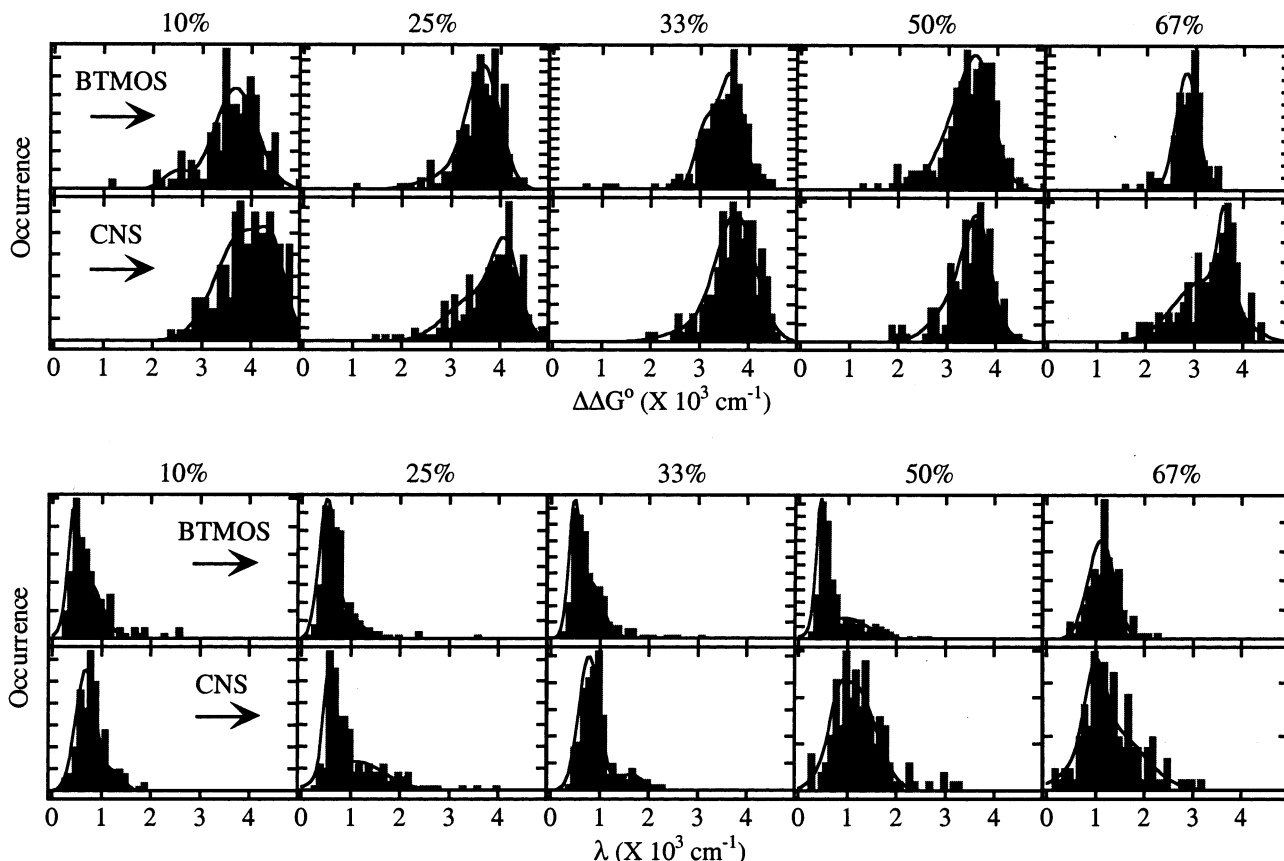 10% 25% 33% 50% 67%
BTMOS
Occurrence
CNS
0 1 2 3 4 0 1 2 3 4 0 1 2 3 4 0 1 2 3 4 0 1 2 3 4
ΔΔG° (X 10³ cm⁻¹)
10% 25% 33% 50% 67%
BTMOS
Occurrence
CNS
0 1 2 3 4 0 1 2 3 4 0 1 2 3 4 0 1 2 3 4 0 1 2 3 4
λ (X 10³ cm⁻¹)